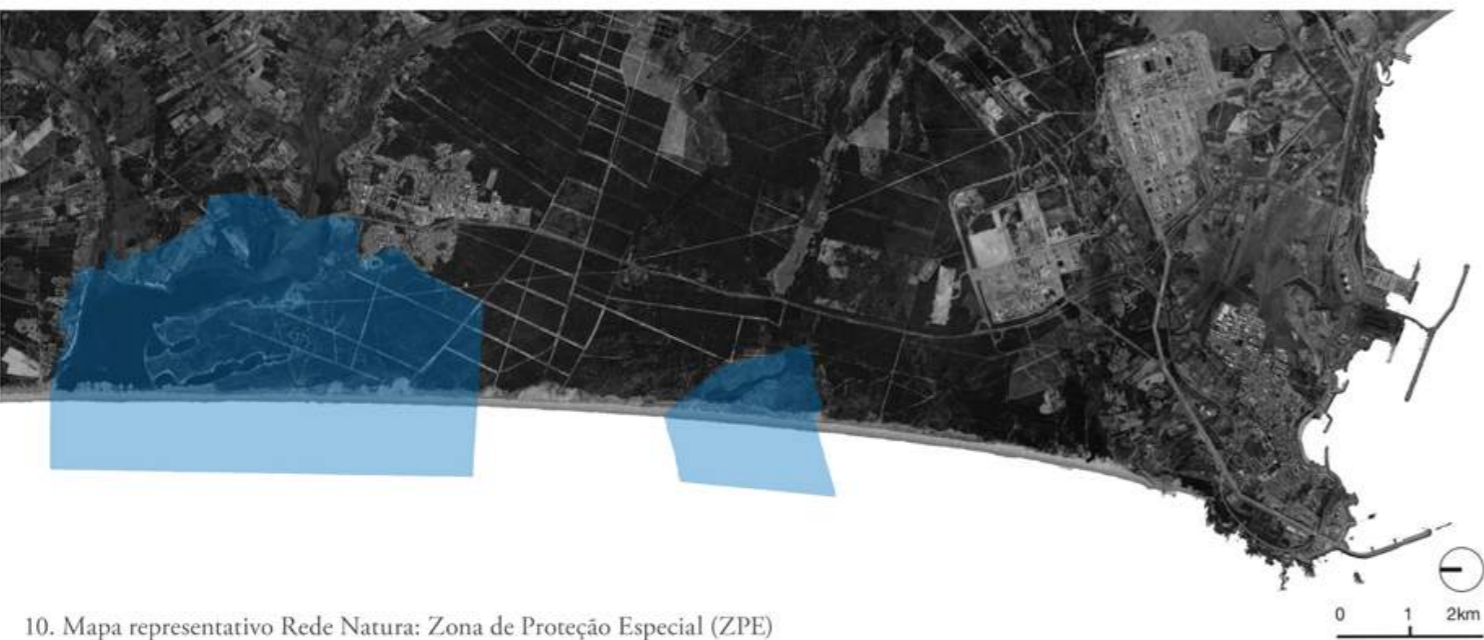 0 1 2km
10. Mapa representativo Rede Natura: Zona de Proteção Especial (ZPE)